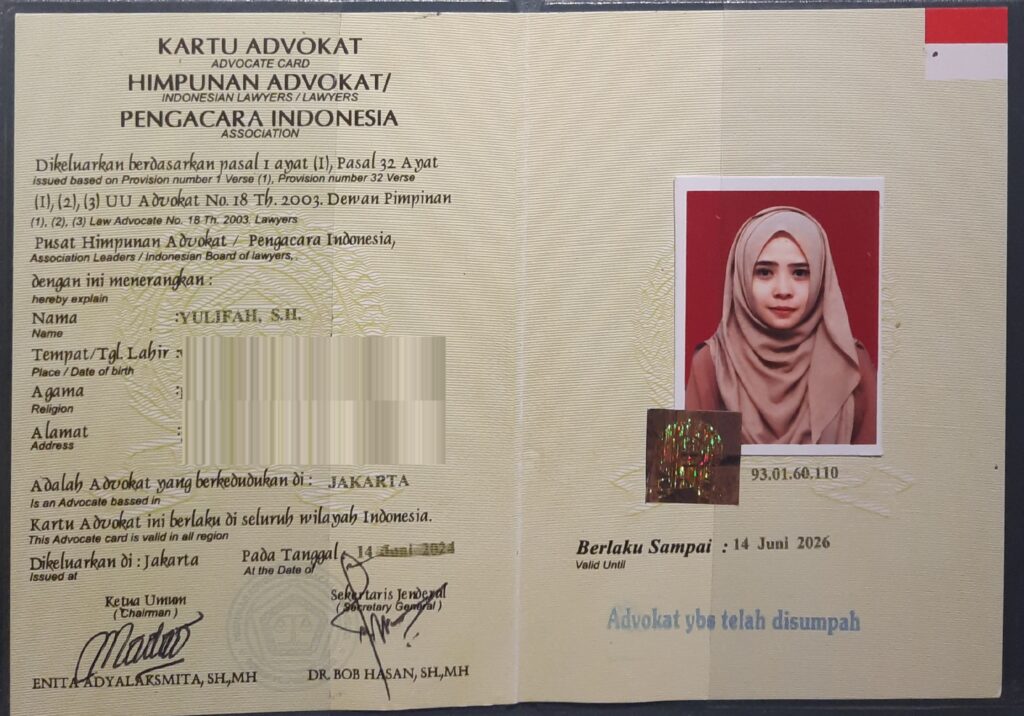 KARTU ADVOKAT
ADVOCATE CARD
HIMPUNAN ADVOKAT/
INDONESIAN LAWYERS / LAWYERS
PENGACARA INDONESIA
ASSOCIATION
Dikeluarkan berdasarkan pasal 1 ayat (1), Pasal 32 Ayat
issued based on Provision number 1 Verse (1), Provision number 32 Verse
(1), (2), (3) UU Advokat No. 18 Th. 2003. Dewan Pimpinan
(1), (2), (3) Law Advocate No. 18 Th. 2003. Lawyers
Pusat Himpunan Advokat / Pengacara Indonesia,
Association Leaders / Indonesian Board of lawyers,.
dengan ini menerangkan :
hereby explain
Nama :YULIFAH, S.H.
Name
Tempat/Tgl. Lahir :
Place / Date of birth
Agama :
Religion
Alamat :
Address
Adalah Advokat yang berkedudukan di : JAKARTA
Is an Advocate bassed in
Kartu Advokat ini berlaku di seluruh wilayah Indonesia.
This Advocate card is valid in all region
Dikeluarkan di : Jakarta Pada Tanggal 14 Juni 2024
Issued at At the Date of
Ketua Umum Sekertaris Jenderal
( Chairman ) ( Secretary General )
ENITA ADYALAKSMITA, SH.,MH DR. BOB HASAN, SH.,MH
93.01.60.110
Berlaku Sampai : 14 Juni 2026
Valid Until
Advokat ybs telah disumpah